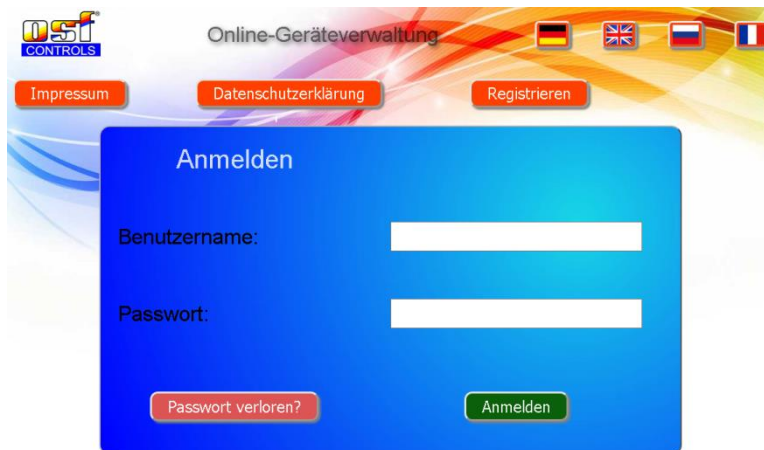 osf
CONTROLS
Online-Geräteverwaltung
Impressum
Datenschutzerklärung
Registrieren
Anmelden
Benutzername:
Passwort:
Passwort verloren?
Anmelden